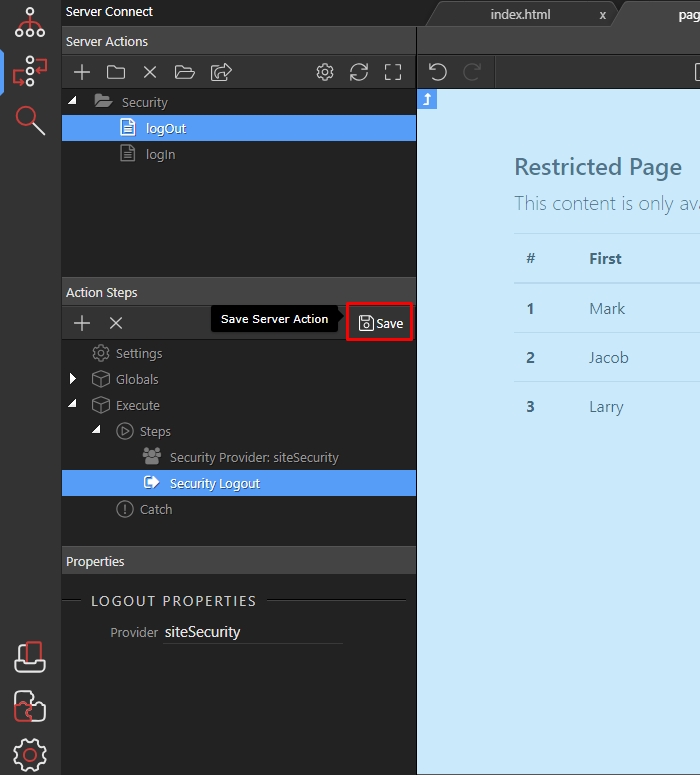 Server Connect
index.html x pag
Server Actions
Security
logOut
logIn
Restricted Page
This content is only ava
# First
1 Mark
2 Jacob
3 Larry
Action Steps
Save Server Action
Save
Settings
Globals
Execute
Steps
Security Provider: siteSecurity
Security Logout
Catch
Properties
LOGOUT PROPERTIES
Provider siteSecurity